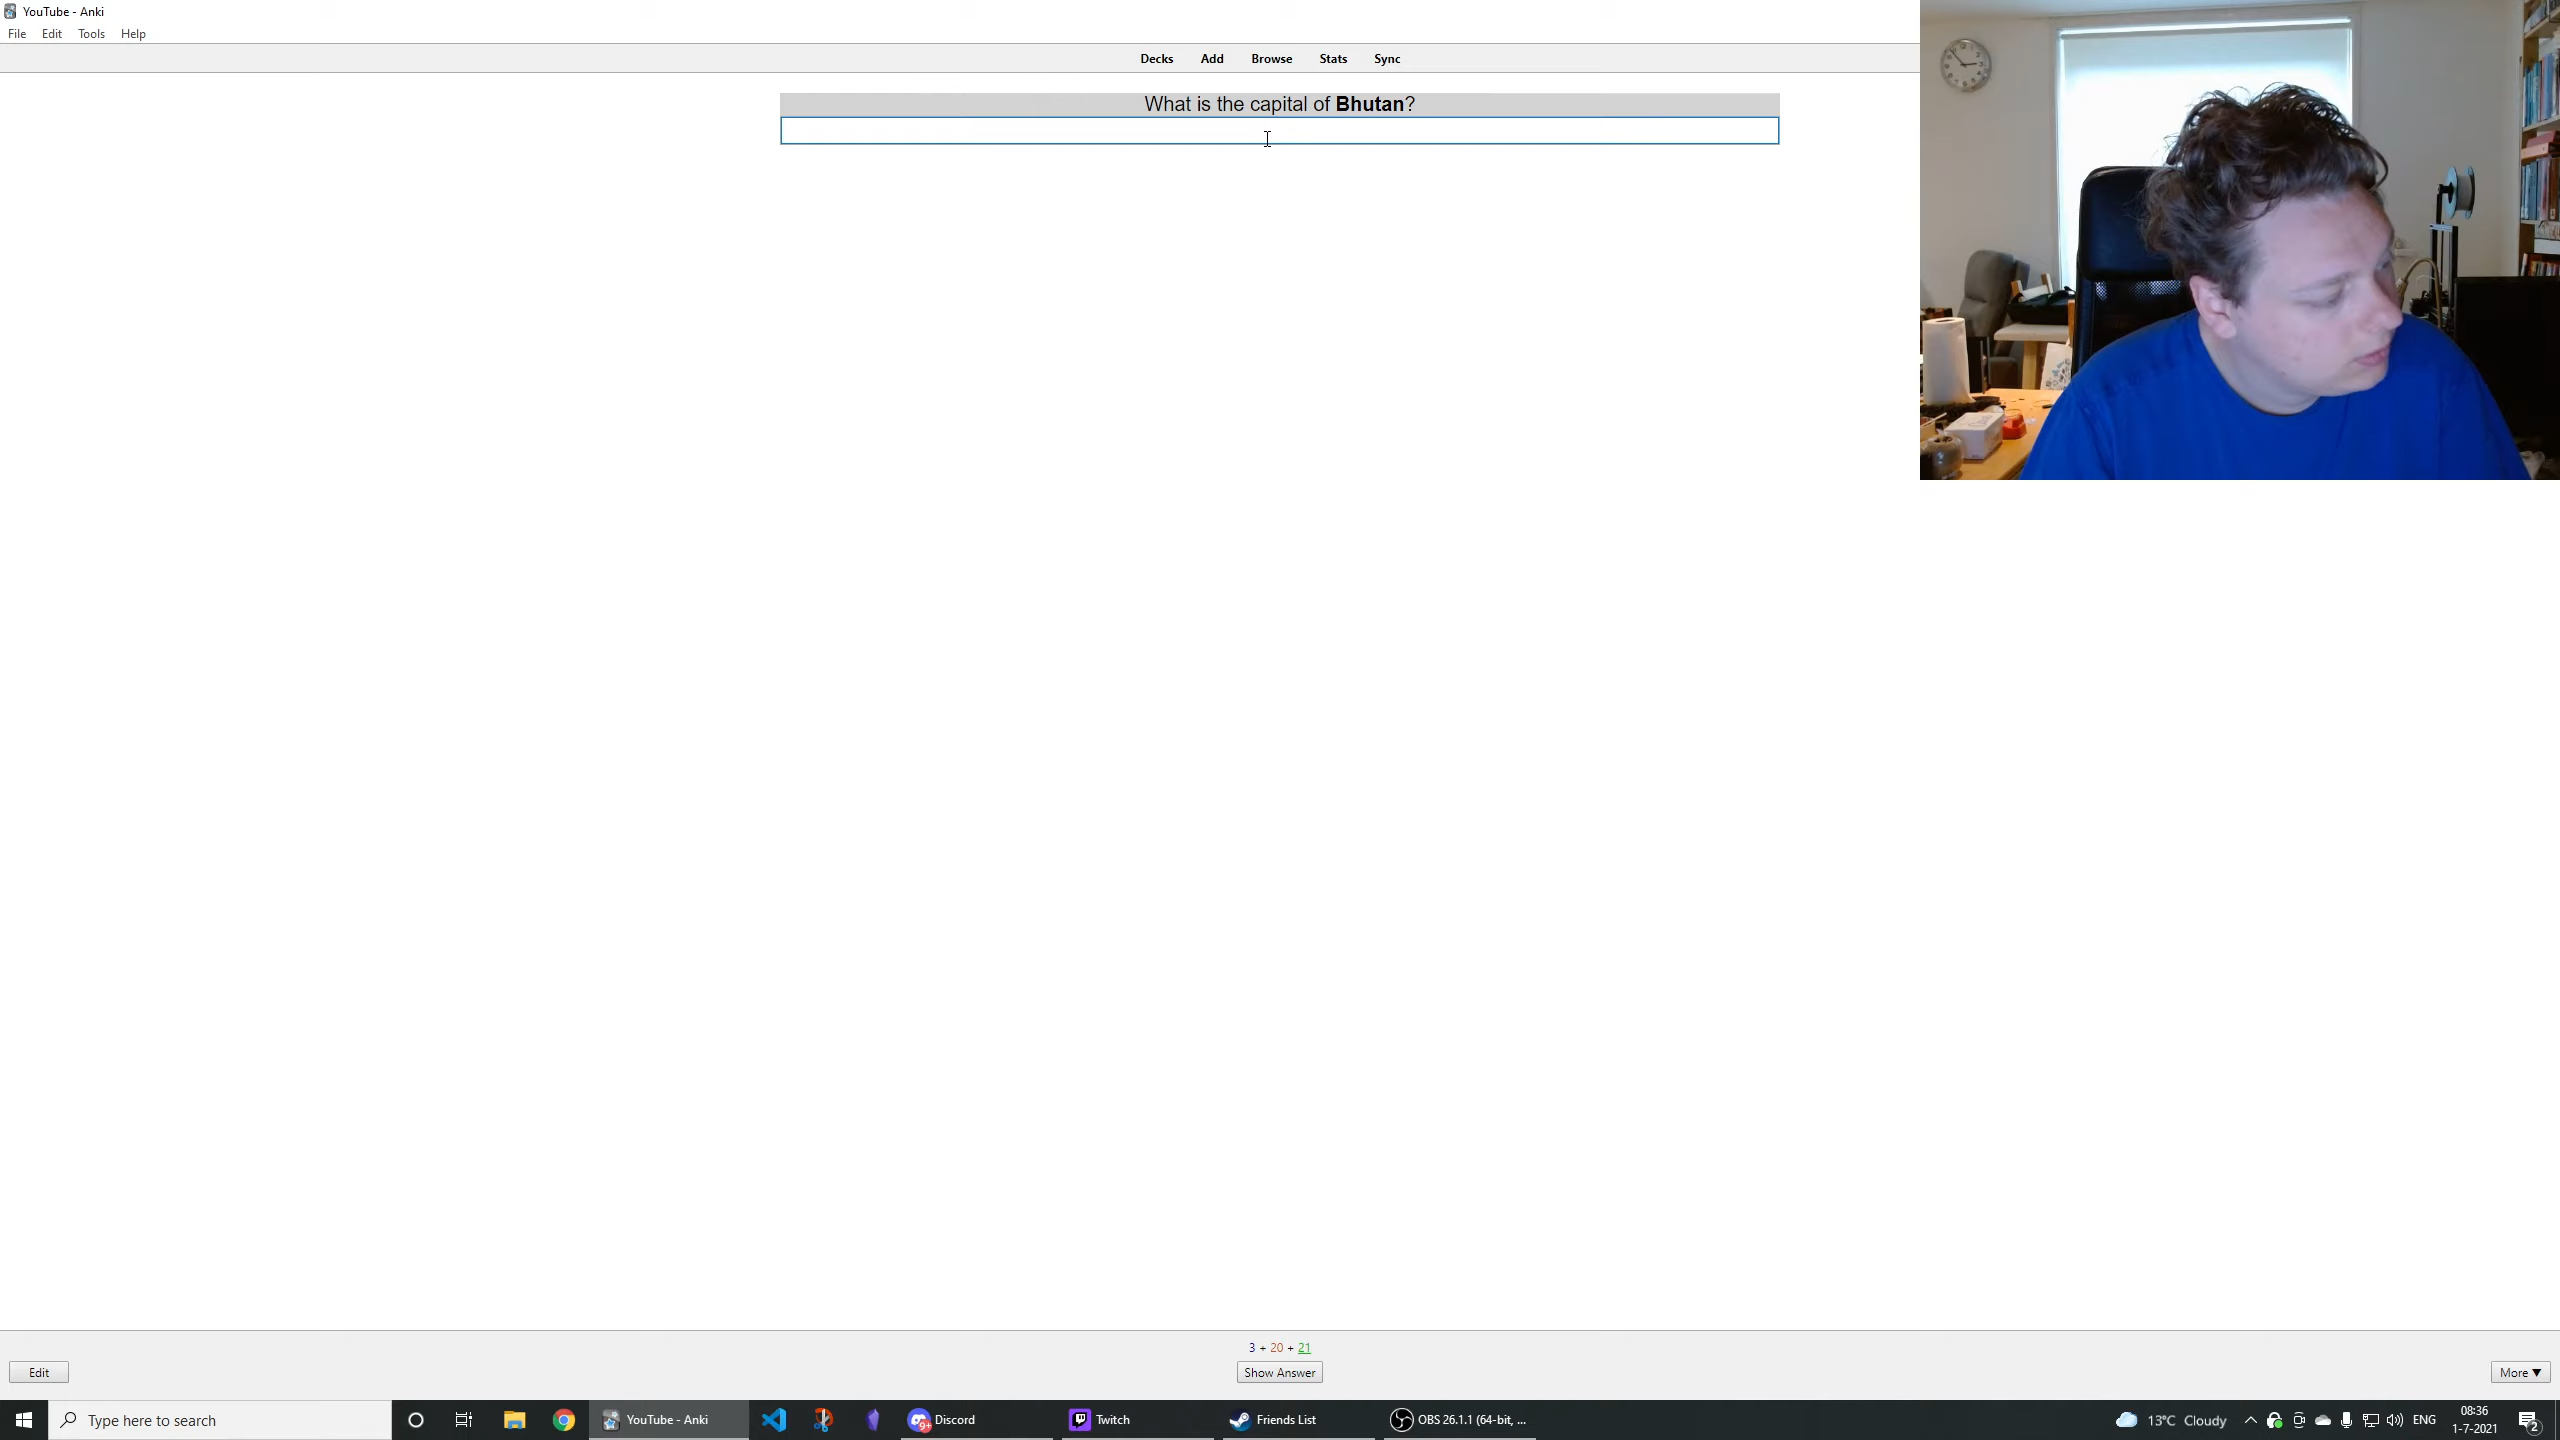 YouTube - Anki
File Edit Tools Help
Decks Add Browse Stats Sync
What is the capital of Bhutan?
3 + 20 + 21
Edit Show Answer More ▼
Type here to search
YouTube - Anki
9+ Discord
Twitch
Friends List
OBS 26.1.1 (64-bit, ...
13°C Cloudy
ENG
08:36
1-7-2021
2